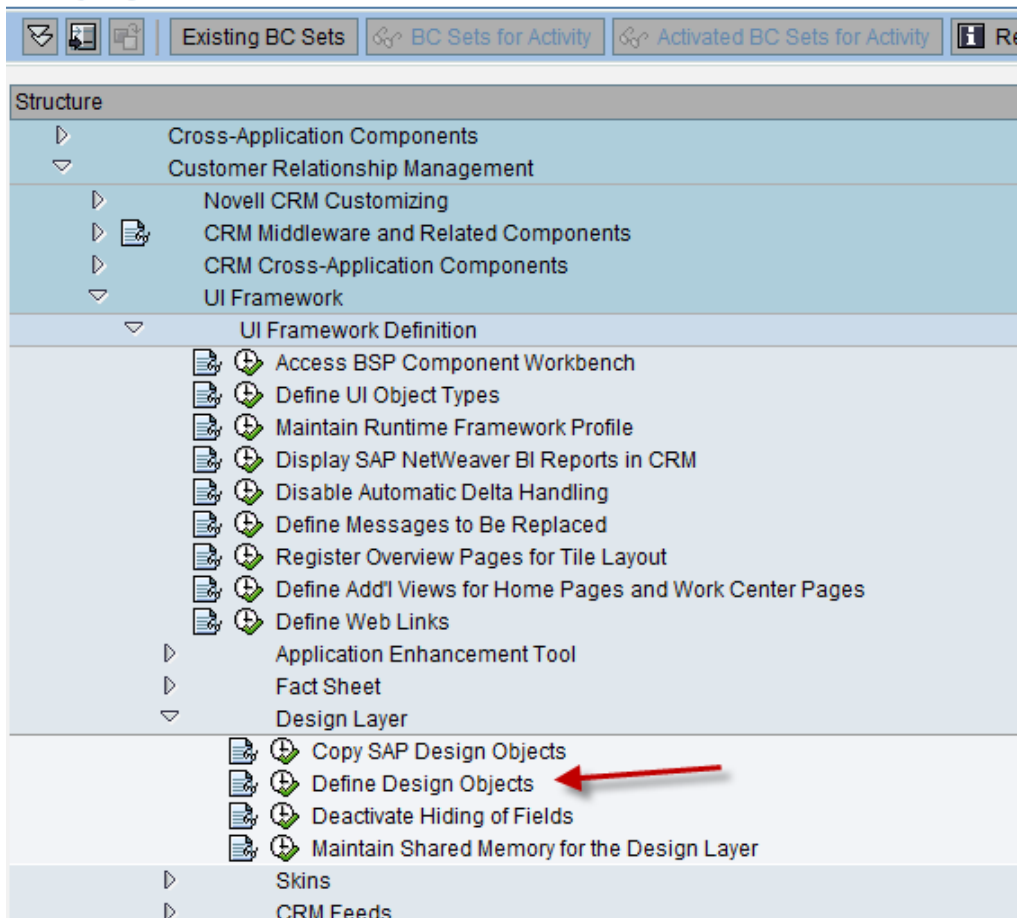 Existing BC Sets BC Sets for Activity Activated BC Sets for Activity Re
Structure
Cross-Application Components
Customer Relationship Management
Novell CRM Customizing
CRM Middleware and Related Components
CRM Cross-Application Components
UI Framework
UI Framework Definition
Access BSP Component Workbench
Define UI Object Types
Maintain Runtime Framework Profile
Display SAP NetWeaver BI Reports in CRM
Disable Automatic Delta Handling
Define Messages to Be Replaced
Register Overview Pages for Tile Layout
Define Add'l Views for Home Pages and Work Center Pages
Define Web Links
Application Enhancement Tool
Fact Sheet
Design Layer
Copy SAP Design Objects
Define Design Objects
Deactivate Hiding of Fields
Maintain Shared Memory for the Design Layer
Skins
CRM Feeds